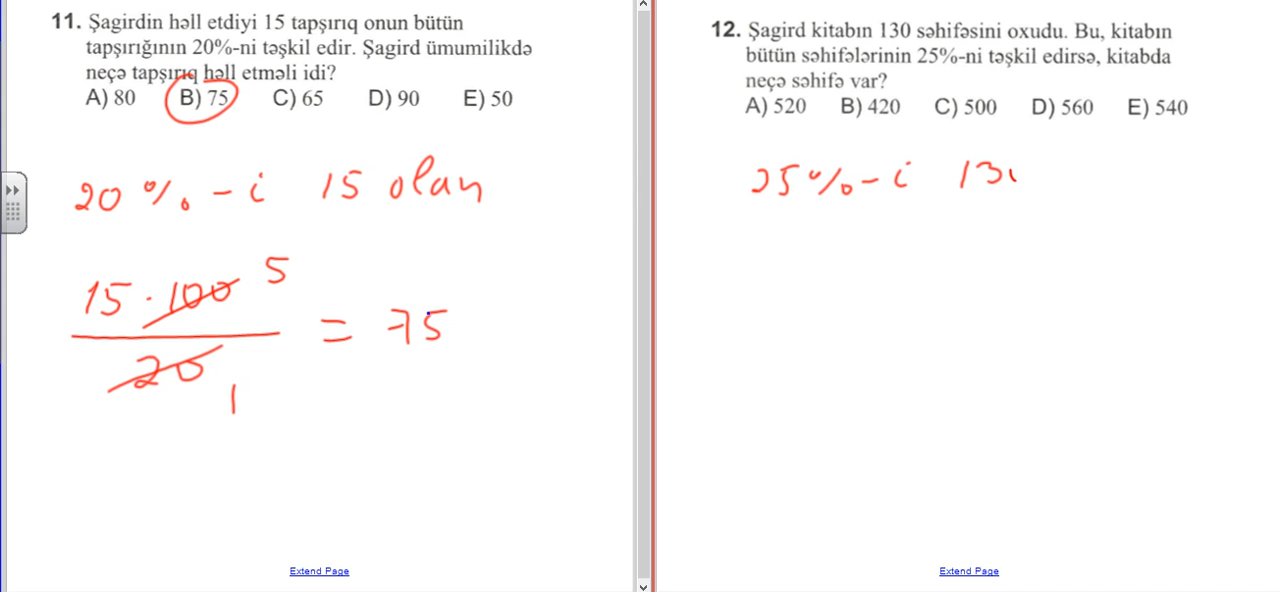 11. Şagirdin həll etdiyi 15 tapşırıq onun bütün
tapşırığının 20%-ni təşkil edir. Şagird ümumilikdə
neçə tapşırıq həll etməli idi?
A) 80 B) 75 C) 65 D) 90 E) 50
20 %-i 15 olan
15 · 100 5
20 1
= 75
Extend Page
12. Şagird kitabın 130 səhifəsini oxudu. Bu, kitabın
bütün səhifələrinin 25%-ni təşkil edirsə, kitabda
neçə səhifə var?
A) 520 B) 420 C) 500 D) 560 E) 540
25%-i 13
Extend Page